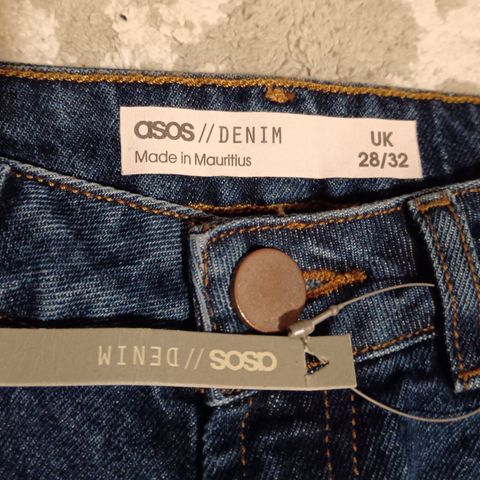 asos//DENIM
Made in Mauritius
UK
28/32
asos//DENIM